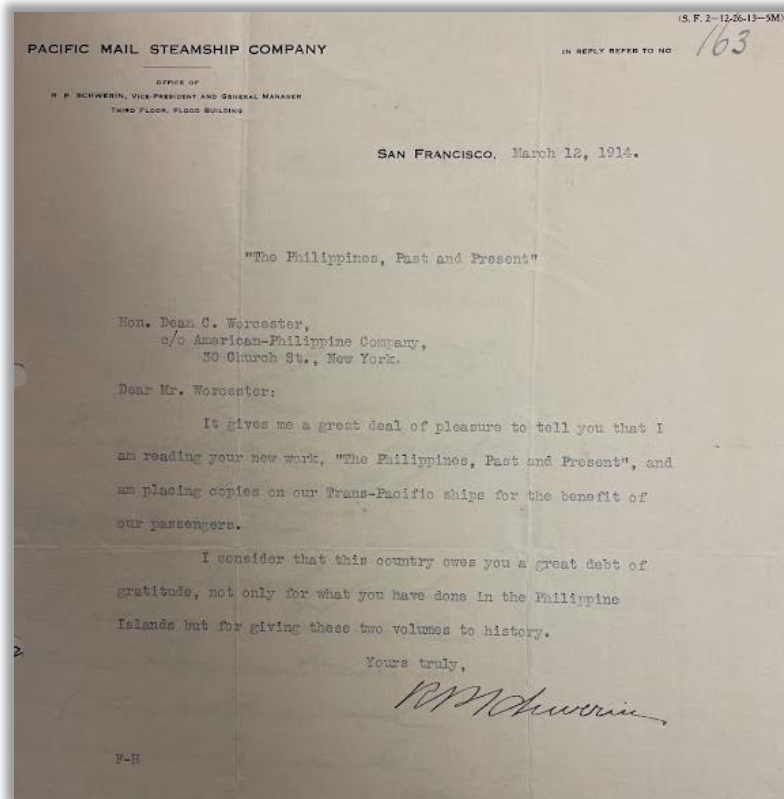 (S. F. 2-12-26-13-5M)
PACIFIC MAIL STEAMSHIP COMPANY
IN REPLY REFER TO NO 163
OFFICE OF
R P SCHWERIN, VICE-PRESIDENT AND GENERAL MANAGER
THIRD FLOOR, FLOOD BUILDING
SAN FRANCISCO, March 12, 1914.
"The Philippines, Past and Present"
Hon. Dean C. Worcester,
c/o American-Philippine Company,
30 Church St., New York.
Dear Mr. Worcester:
It gives me a great deal of pleasure to tell you that I
am reading your new work, "The Philippines, Past and Present", and
am placing copies on our Trans-Pacific ships for the benefit of
our passengers.
I consider that this country owes you a great debt of
gratitude, not only for what you have done in the Philippine
Islands but for giving these two volumes to history.
Yours truly,
R P Schwerin
F-H